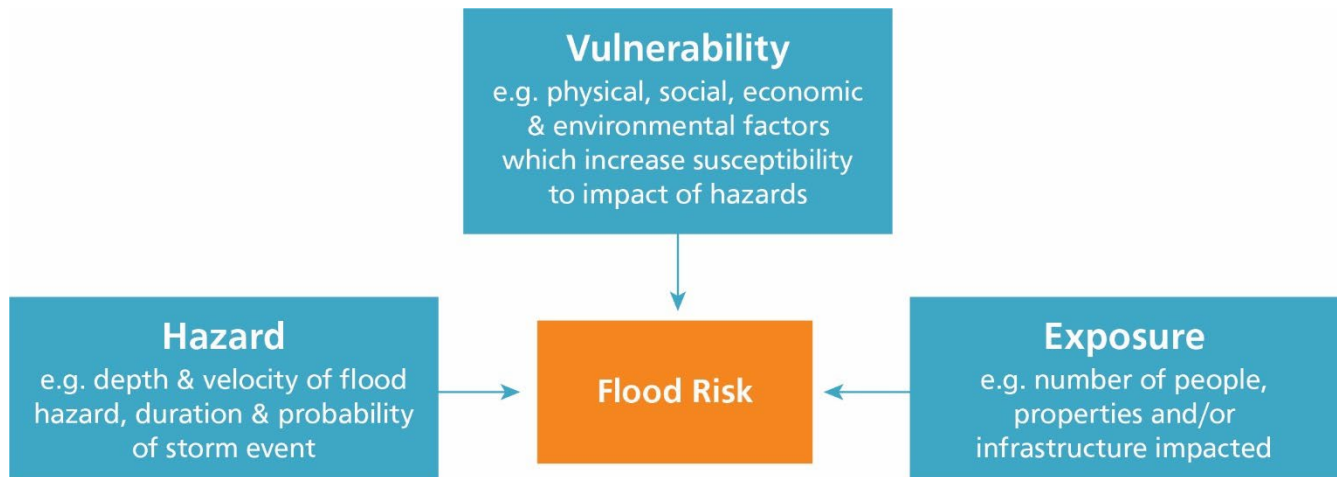 Vulnerability
e.g. physical, social, economic
& environmental factors
which increase susceptibility
to impact of hazards
Hazard
e.g. depth & velocity of flood
hazard, duration & probability
of storm event
Flood Risk
Exposure
e.g. number of people,
properties and/or
infrastructure impacted